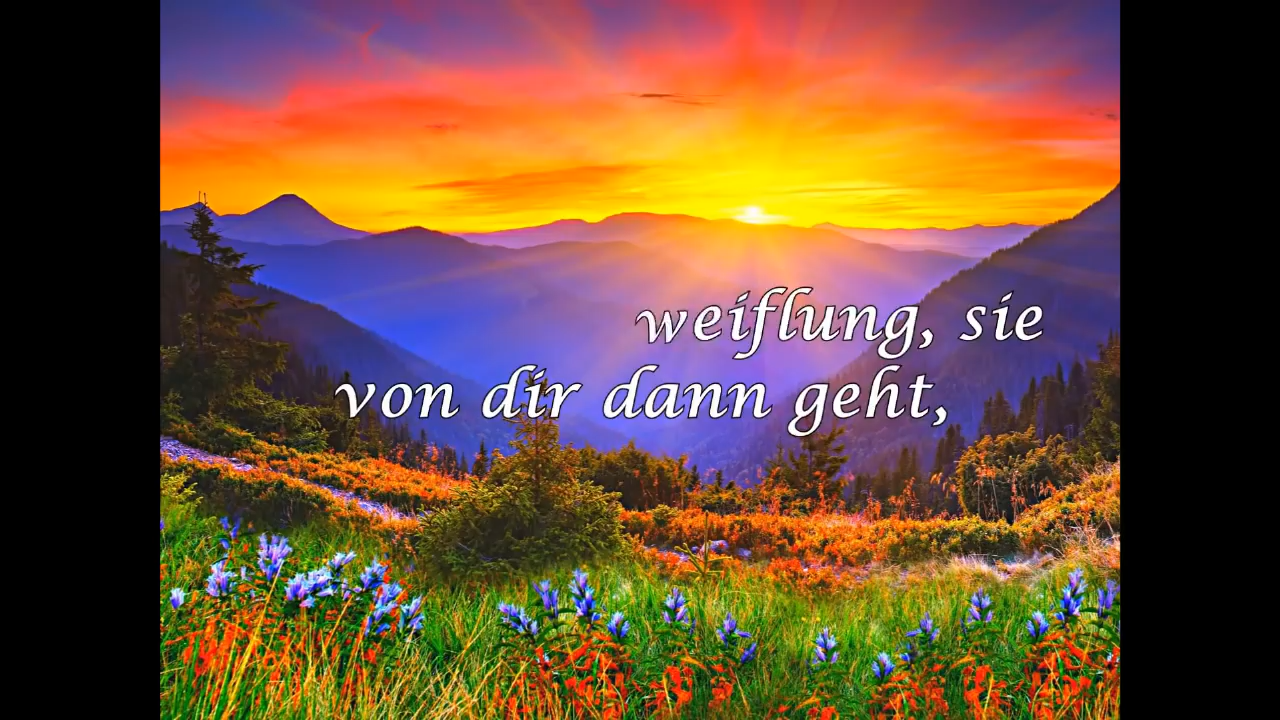 weiflung, sie
von dir dann geht,